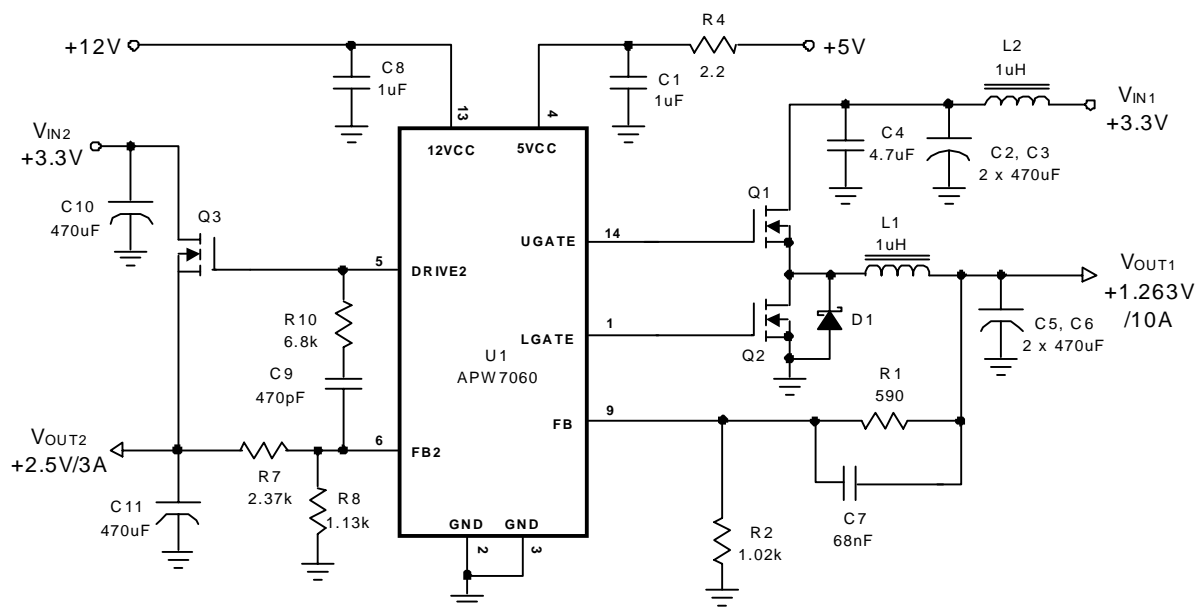 R4
+12V
+5V
2.2
L2
1uH
C8
1uF
C1
1uF
13
4
VIN1
+3.3V
VIN2
+3.3V
12VCC
5VCC
C4
4.7uF
C2, C3
2 x 470uF
Q1
C10
470uF
Q3
L1
1uH
UGATE
14
5
DRIVE2
VOUT1
+1.263V
/10A
R10
6.8k
LGATE
1
D1
C5, C6
2 x 470uF
U1
APW7060
Q2
C9
470pF
R1
590
FB
9
VOUT2
+2.5V/3A
6
FB2
R7
2.37k
C11
470uF
R8
1.13k
C7
68nF
GND
GND
R2
1.02k
2
3